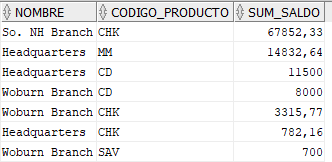 NOMBRE CODIGO_PRODUCTO SUM_SALDO
So. NH Branch CHK 67852,33
Headquarters MM 14832,64
Headquarters CD 11500
Woburn Branch CD 8000
Woburn Branch CHK 3315,77
Headquarters CHK 782,16
Woburn Branch SAV 700